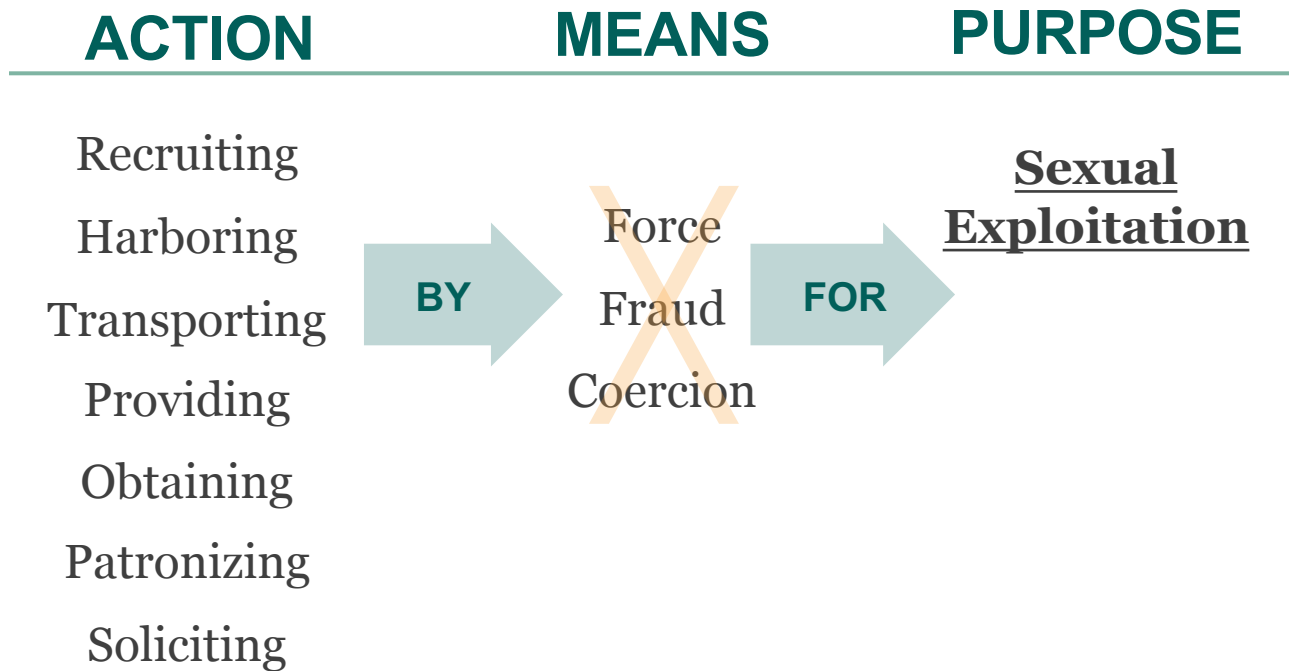 ACTION MEANS PURPOSE
Recruiting
Harboring
Transporting
Providing
Obtaining
Patronizing
Soliciting
BY
Force
Fraud
Coercion
FOR
Sexual
Exploitation